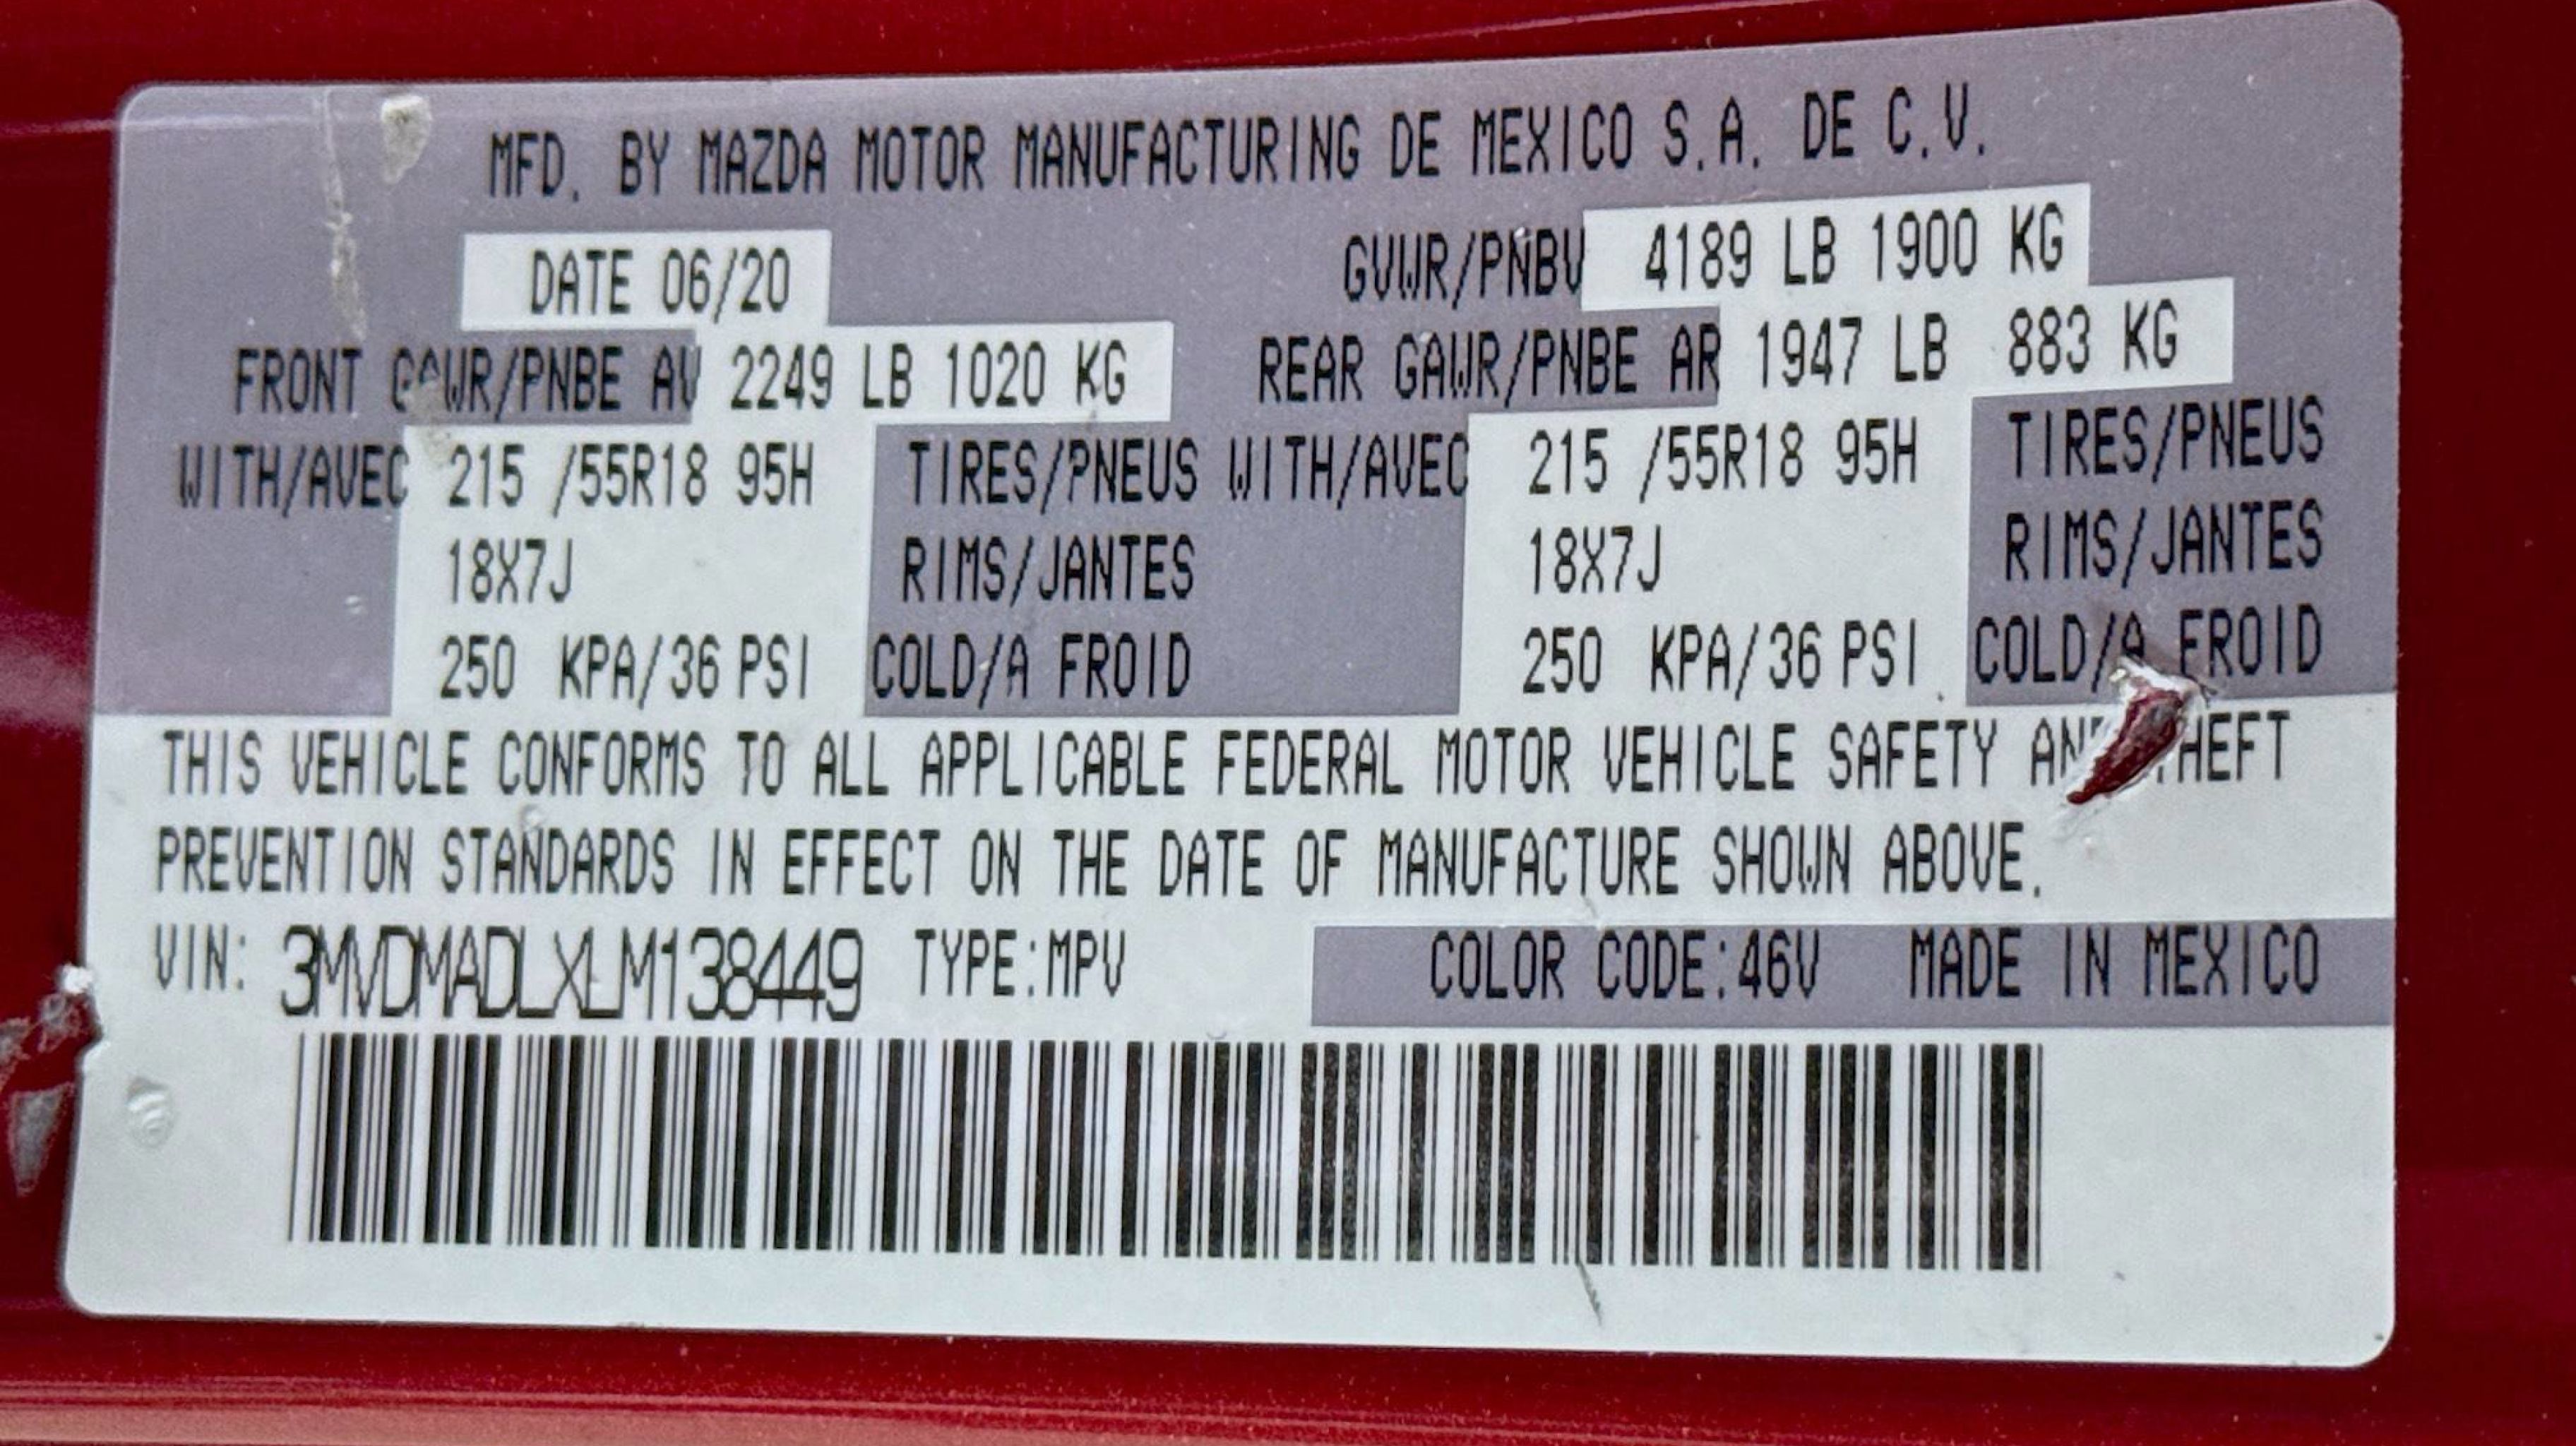 MFD. BY MAZDA MOTOR MANUFACTURING DE MEXICO S.A. DE C.V.
DATE 06/20 GVWR/PNBV 4189 LB 1900 KG
FRONT GAWR/PNBE AV 2249 LB 1020 KG REAR GAWR/PNBE AR 1947 LB 883 KG
WITH/AVEC 215 /55R18 95H TIRES/PNEUS WITH/AVEC 215 /55R18 95H TIRES/PNEUS
18X7J RIMS/JANTES 18X7J RIMS/JANTES
250 KPA/36 PSI COLD/A FROID 250 KPA/36 PSI COLD/A FROID
THIS VEHICLE CONFORMS TO ALL APPLICABLE FEDERAL MOTOR VEHICLE SAFETY AND THEFT
PREVENTION STANDARDS IN EFFECT ON THE DATE OF MANUFACTURE SHOWN ABOVE.
VIN: 3MVDMADLXLM138449 TYPE:MPV COLOR CODE:46V MADE IN MEXICO